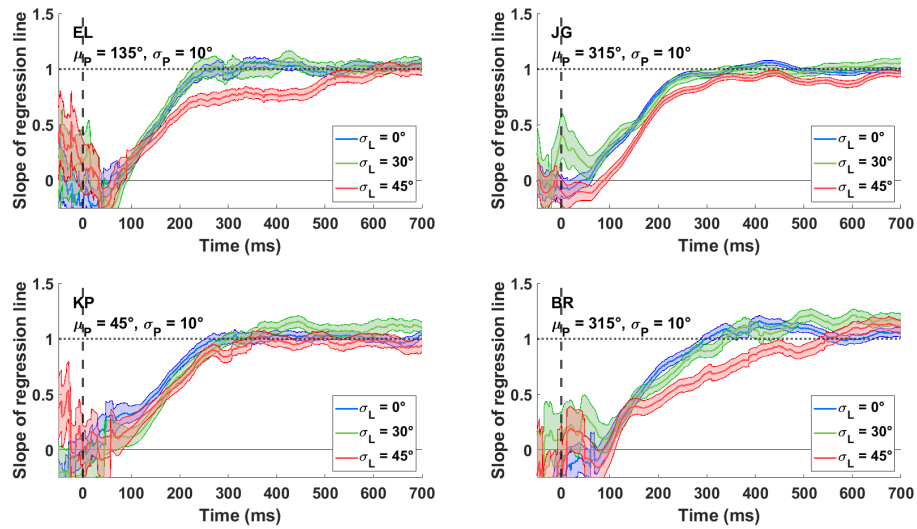 EL
μP = 135°, σP = 10°
Slope of regression line
1.5
1
0.5
0
σL = 0°
σL = 30°
σL = 45°
0 100 200 300 400 500 600 700
Time (ms)
JG
μP = 315°, σP = 10°
Slope of regression line
1.5
1
0.5
0
σL = 0°
σL = 30°
σL = 45°
0 100 200 300 400 500 600 700
Time (ms)
KP
μP = 45°, σP = 10°
Slope of regression line
1.5
1
0.5
0
σL = 0°
σL = 30°
σL = 45°
0 100 200 300 400 500 600 700
Time (ms)
BR
μP = 315°, σP = 10°
Slope of regression line
1.5
1
0.5
0
σL = 0°
σL = 30°
σL = 45°
0 100 200 300 400 500 600 700
Time (ms)